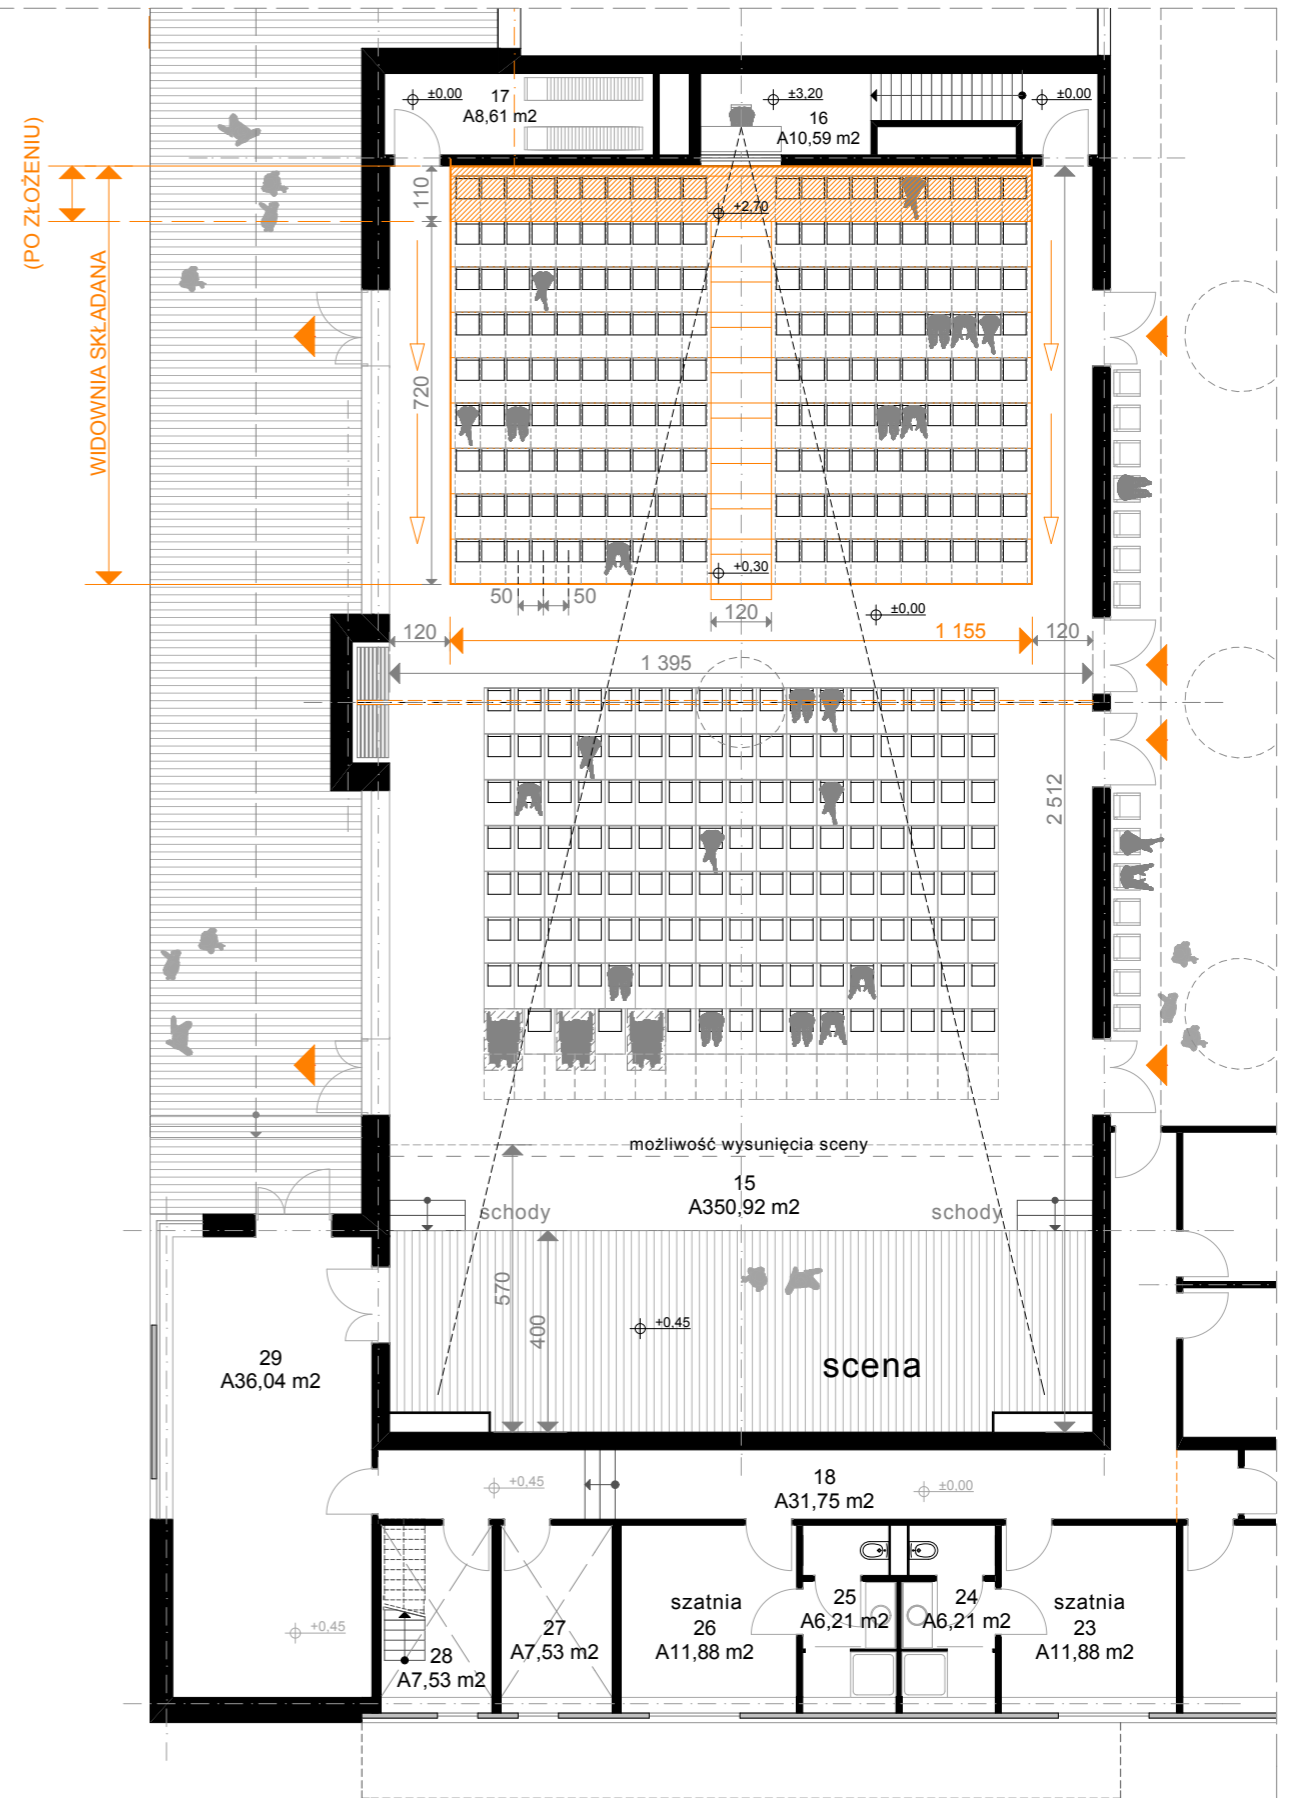 ±0,00
17
A8,61 m2
±3,20
16
A10,59 m2
±0,00
(PO ZŁOŻENIU)
WIDOWNIA SKŁADANA
110
720
+2,70
+0,30
50
50
120
±0,00
120
1 155
120
1 395
2 512
możliwość wysunięcia sceny
15
A350,92 m2
schody
schody
570
400
+0,45
scena
29
A36,04 m2
+0,45
18
A31,75 m2
±0,00
+0,45
28
A7,53 m2
27
A7,53 m2
szatnia
26
A11,88 m2
25
A6,21 m2
24
A6,21 m2
szatnia
23
A11,88 m2